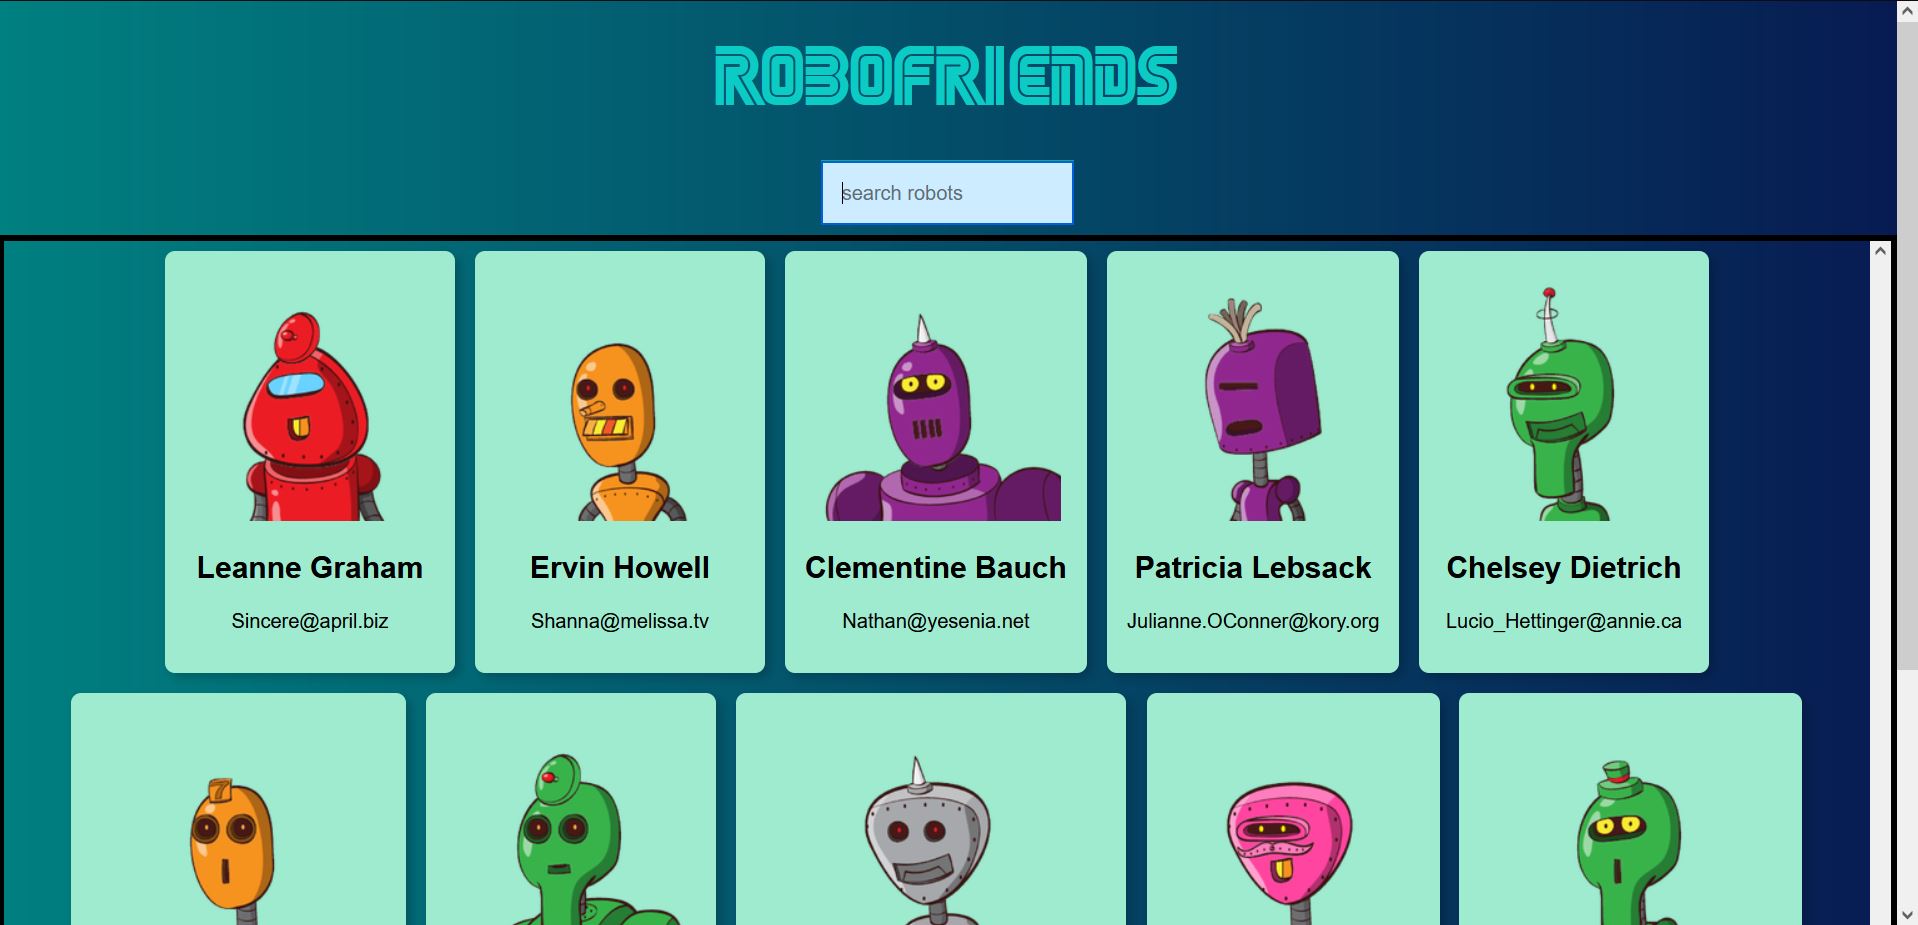 ROBOFRIENDS
search robots
Leanne Graham
Sincere@april.biz
Ervin Howell
Shanna@melissa.tv
Clementine Bauch
Nathan@yesenia.net
Patricia Lebsack
Julianne.OConner@kory.org
Chelsey Dietrich
Lucio_Hettinger@annie.ca
7